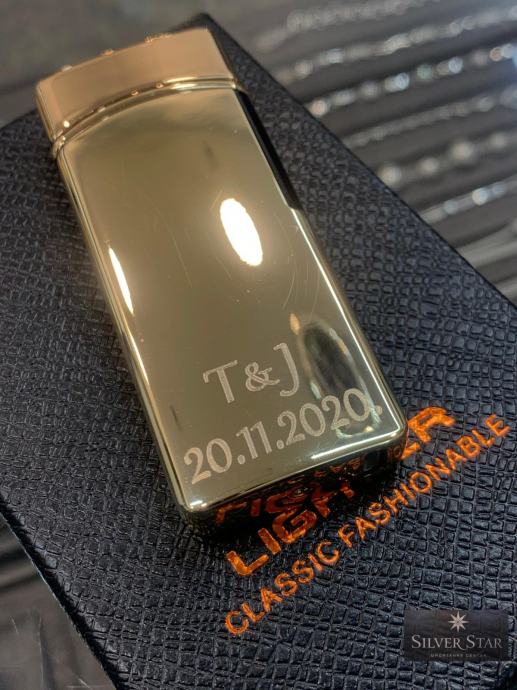 T&J
20.11.2020.
LIGHTER
CLASSIC FASHIONABLE
SILVER STAR